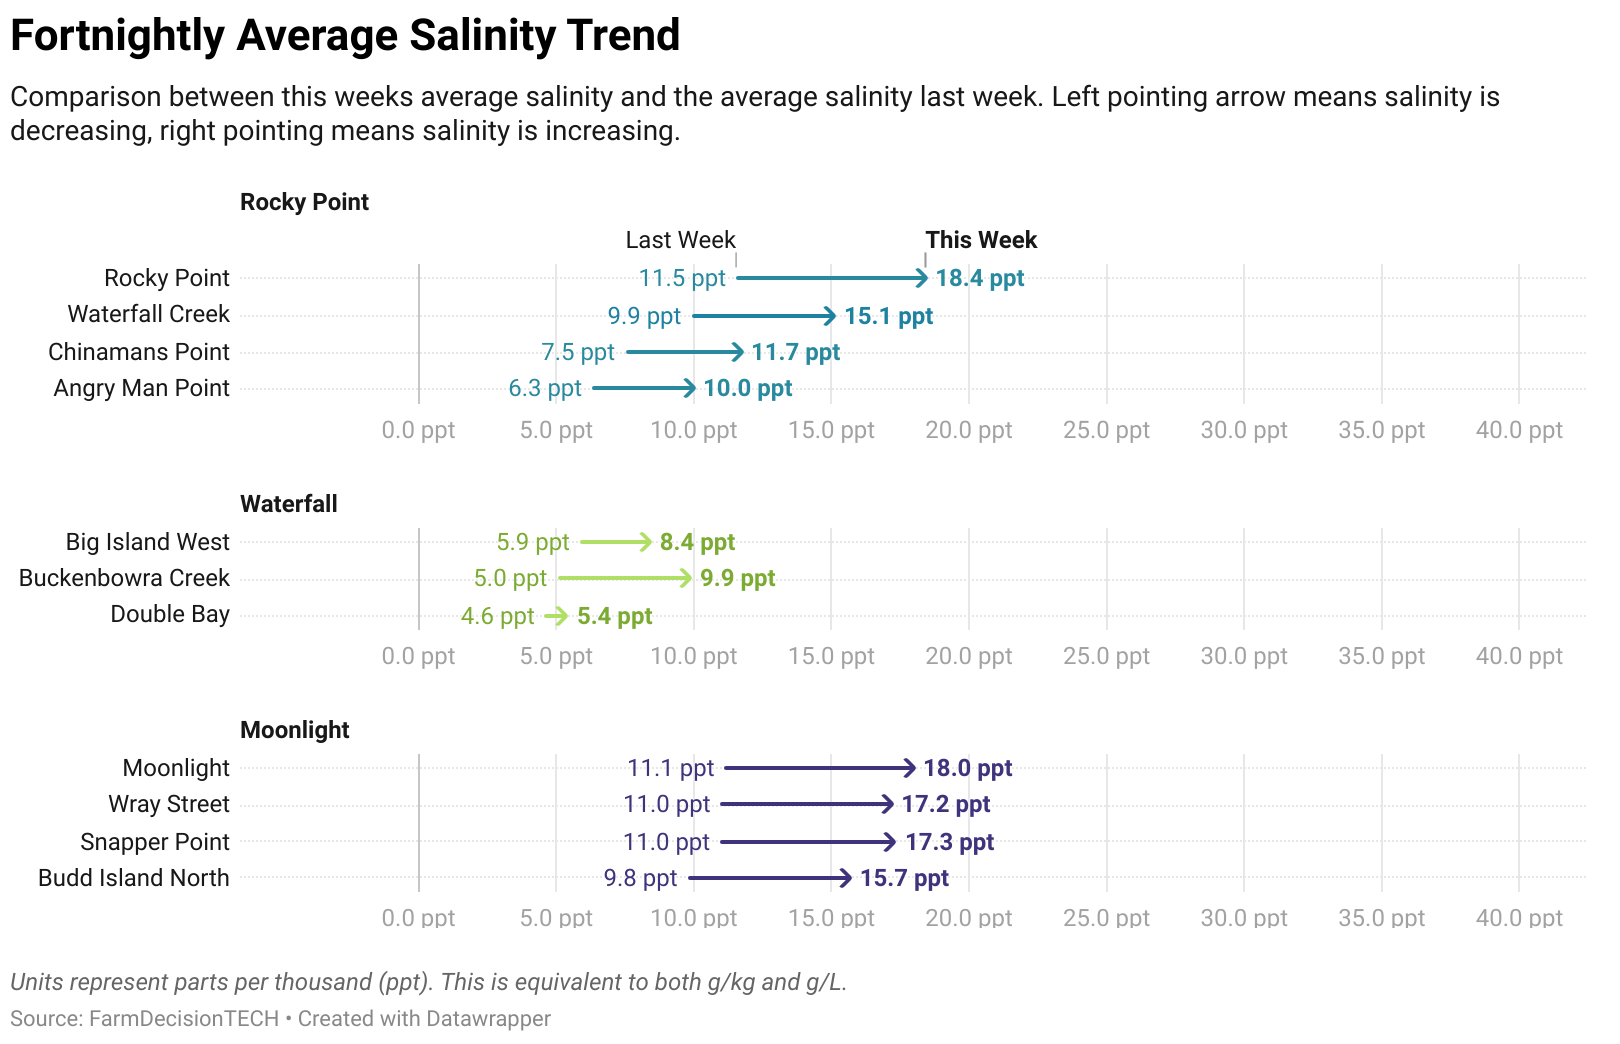 Fortnightly Average Salinity Trend
Comparison between this weeks average salinity and the average salinity last week. Left pointing arrow means salinity is
decreasing, right pointing means salinity is increasing.
Rocky Point
Last Week This Week
Rocky Point 11.5 ppt 18.4 ppt
Waterfall Creek 9.9 ppt 15.1 ppt
Chinamans Point 7.5 ppt 11.7 ppt
Angry Man Point 6.3 ppt 10.0 ppt
0.0 ppt 5.0 ppt 10.0 ppt 15.0 ppt 20.0 ppt 25.0 ppt 30.0 ppt 35.0 ppt 40.0 ppt
Waterfall
Big Island West 5.9 ppt 8.4 ppt
Buckenbowra Creek 5.0 ppt 9.9 ppt
Double Bay 4.6 ppt 5.4 ppt
0.0 ppt 5.0 ppt 10.0 ppt 15.0 ppt 20.0 ppt 25.0 ppt 30.0 ppt 35.0 ppt 40.0 ppt
Moonlight
Moonlight 11.1 ppt 18.0 ppt
Wray Street 11.0 ppt 17.2 ppt
Snapper Point 11.0 ppt 17.3 ppt
Budd Island North 9.8 ppt 15.7 ppt
0.0 ppt 5.0 ppt 10.0 ppt 15.0 ppt 20.0 ppt 25.0 ppt 30.0 ppt 35.0 ppt 40.0 ppt
Units represent parts per thousand (ppt). This is equivalent to both g/kg and g/L.
Source: FarmDecisionTECH • Created with Datawrapper